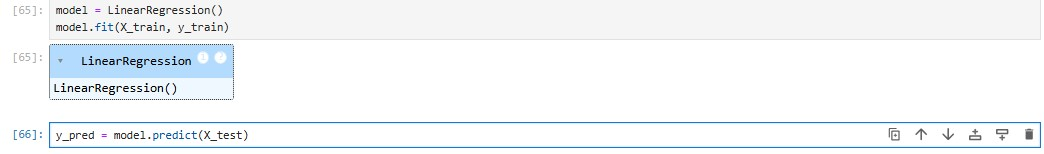 [65]: model = LinearRegression()
model.fit(X_train, y_train)
[65]: LinearRegression i ?
LinearRegression()
[66]: y_pred = model.predict(X_test)